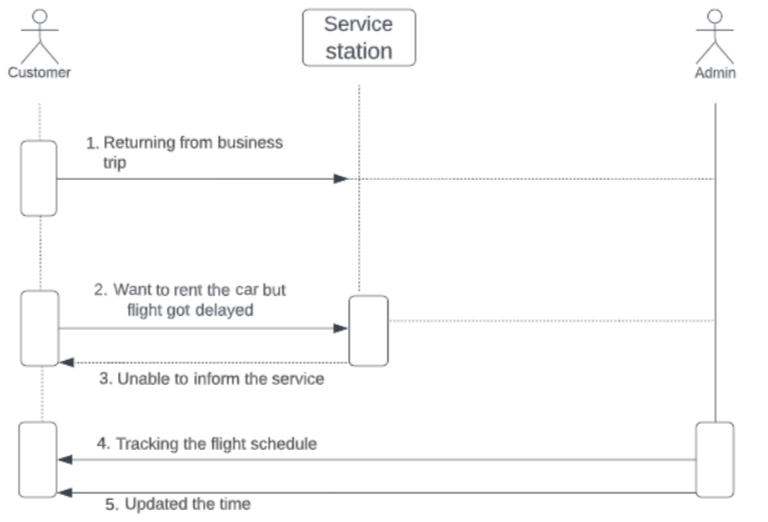 Service
station
Customer
Admin
1. Returning from business
trip
2. Want to rent the car but
flight got delayed
3. Unable to inform the service
4. Tracking the flight schedule
5. Updated the time